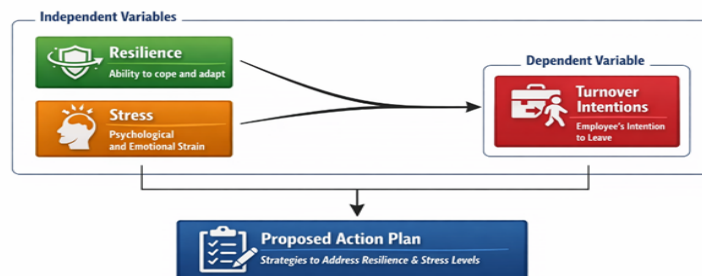 Independent Variables
Resilience
Ability to cope and adapt
Stress
Psychological
and Emotional Strain
Dependent Variable
Turnover
Intentions
Employee's Intention
to Leave
Proposed Action Plan
Strategies to Address Resilience & Stress Levels